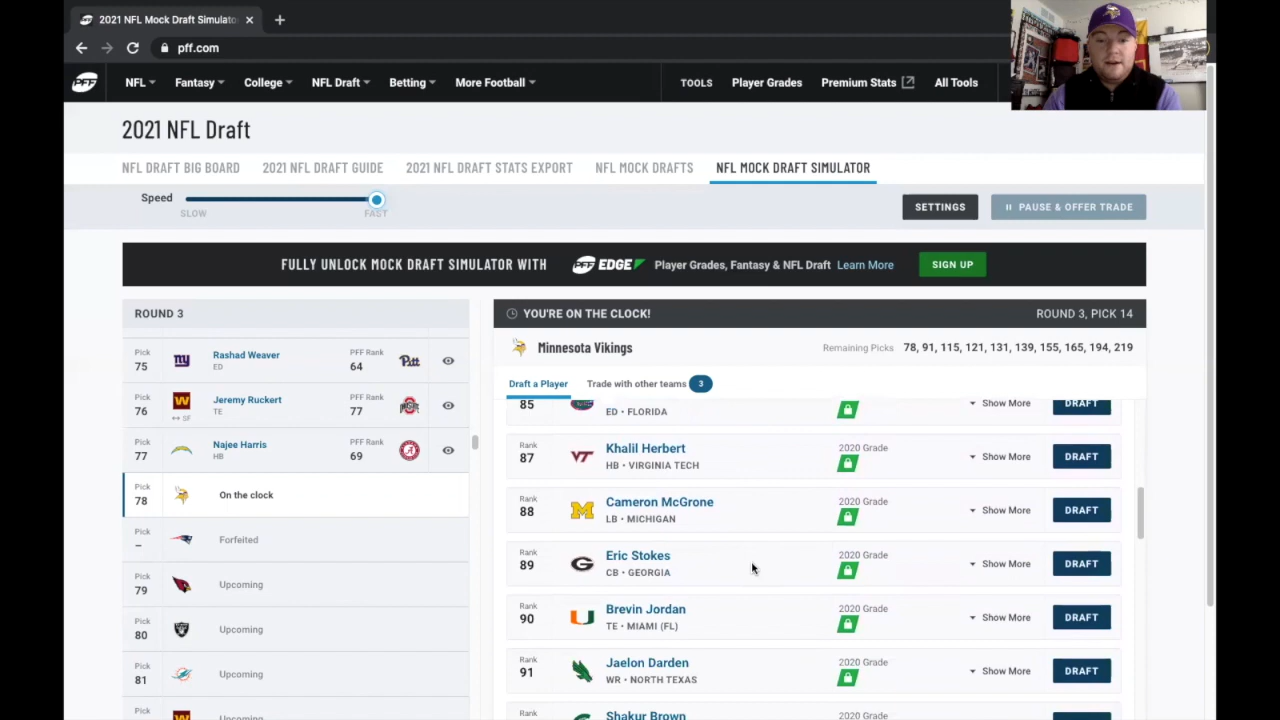 2021 NFL Mock Draft Simulato
pff.com
PFF
NFL
Fantasy
College
NFL Draft
Betting
More Football
TOOLS
Player Grades
Premium Stats
All Tools
2021 NFL Draft
NFL DRAFT BIG BOARD
2021 NFL DRAFT GUIDE
2021 NFL DRAFT STATS EXPORT
NFL MOCK DRAFTS
NFL MOCK DRAFT SIMULATOR
Speed
SLOW
FAST
SETTINGS
PAUSE & OFFER TRADE
FULLY UNLOCK MOCK DRAFT SIMULATOR WITH
PFF EDGE
Player Grades, Fantasy & NFL Draft Learn More
SIGN UP
ROUND 3
Pick 75
ny
Rashad Weaver
ED
PFF Rank 64
Pitt
Pick 76
W
↔ SF
Jeremy Ruckert
TE
PFF Rank 77
Pick 77
Najee Harris
HB
PFF Rank 69
Pick 78
On the clock
Pick –
Forfeited
Pick 79
Upcoming
Pick 80
Upcoming
Pick 81
Upcoming
Upcoming
YOU'RE ON THE CLOCK!
ROUND 3, PICK 14
Minnesota Vikings
Remaining Picks 78, 91, 115, 121, 131, 139, 155, 165, 194, 219
Draft a Player
Trade with other teams 3
85
ED • FLORIDA
Show More
DRAFT
Rank 87
VT
Khalil Herbert
HB • VIRGINIA TECH
2020 Grade
Show More
DRAFT
Rank 88
M
Cameron McGrone
LB • MICHIGAN
2020 Grade
Show More
DRAFT
Rank 89
G
Eric Stokes
CB • GEORGIA
2020 Grade
Show More
DRAFT
Rank 90
Brevin Jordan
TE • MIAMI (FL)
2020 Grade
Show More
DRAFT
Rank 91
Jaelon Darden
WR • NORTH TEXAS
2020 Grade
Show More
DRAFT
Rank
Shakur Brown
2020 Grade